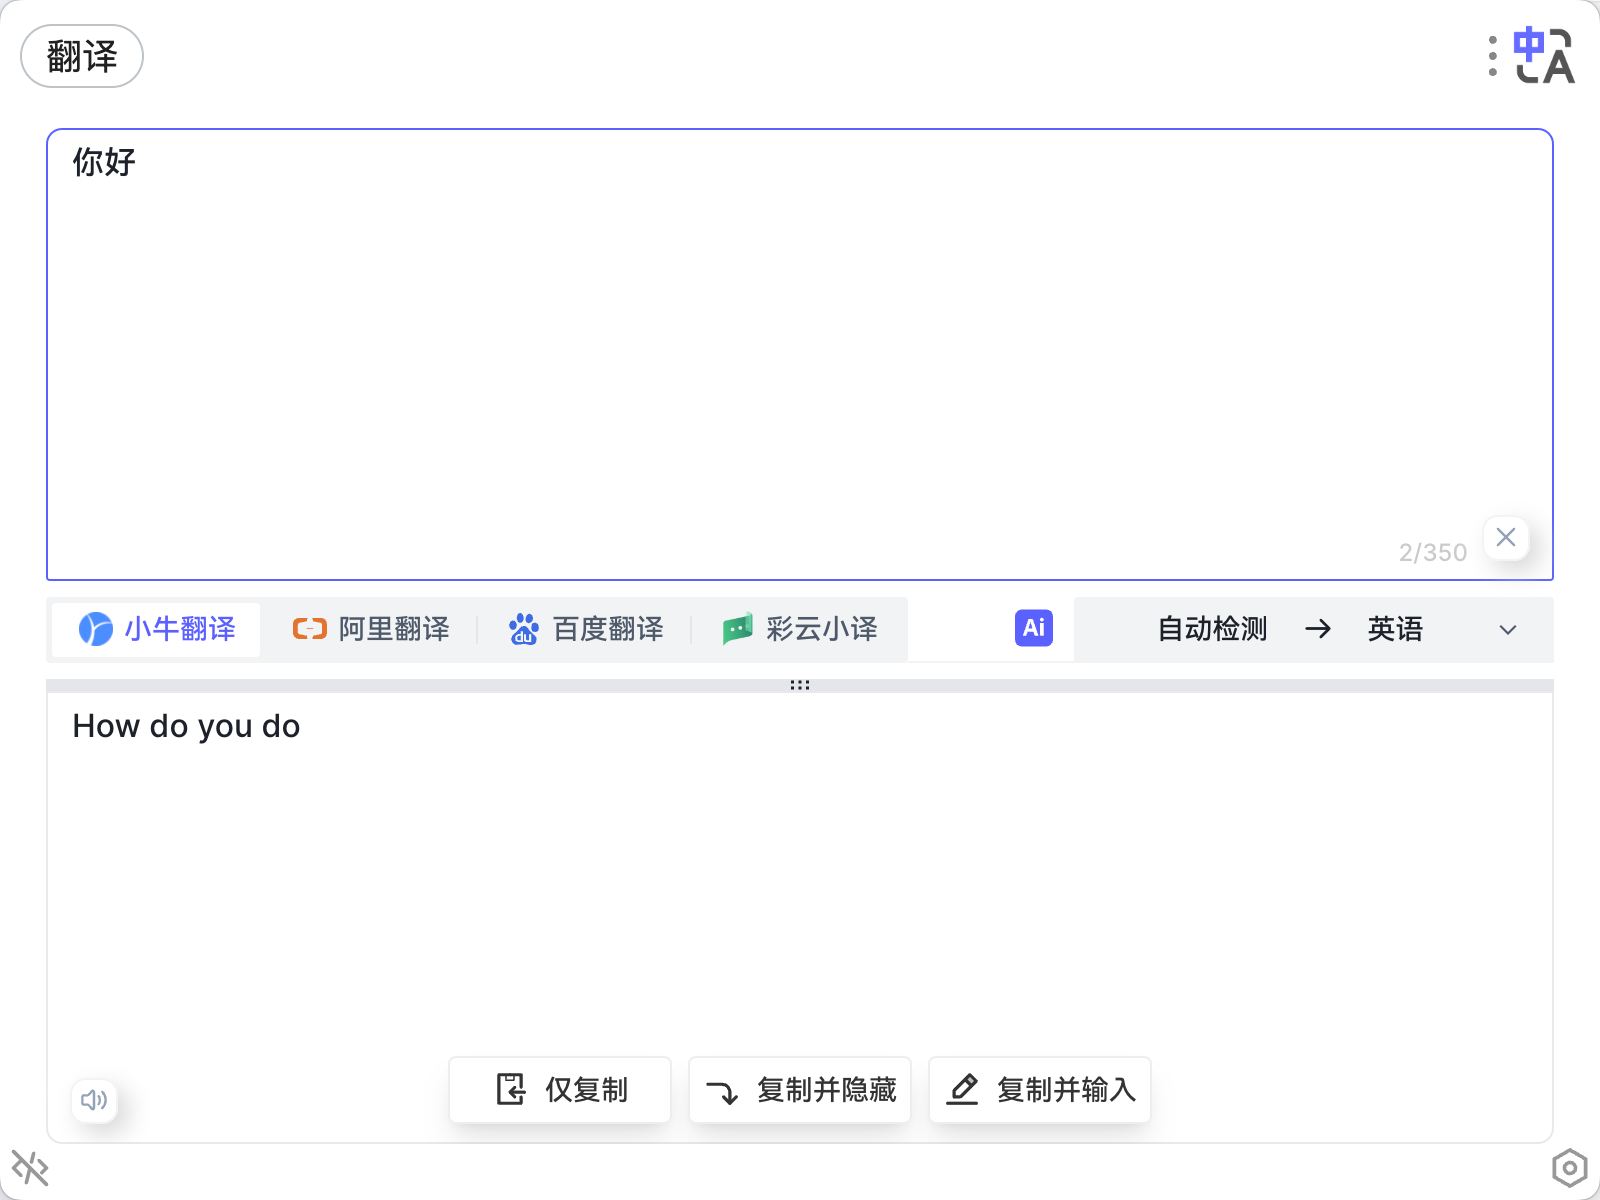 翻译
你好
2/350
小牛翻译 阿里翻译 百度翻译 彩云小译 Ai 自动检测 → 英语
How do you do
仅复制 复制并隐藏 复制并输入